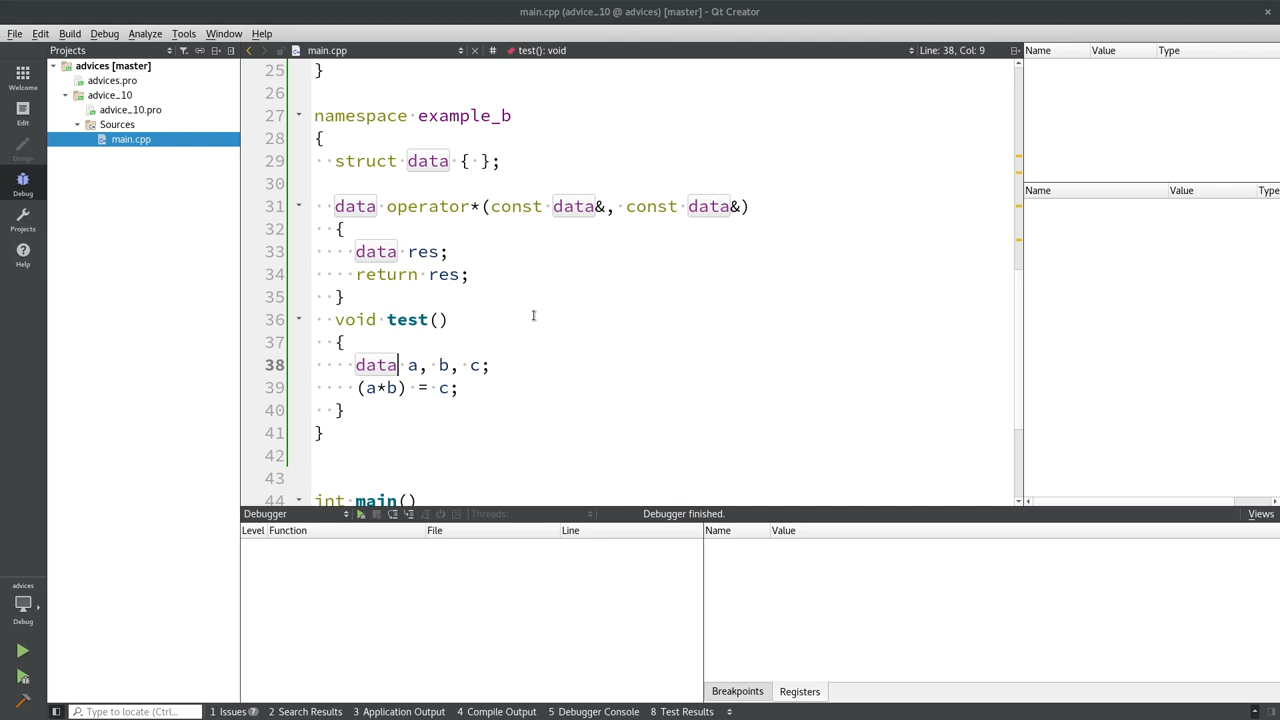 main.cpp (advice_10 @ advices) [master] - Qt Creator
File Edit Build Debug Analyze Tools Window Help
Projects main.cpp # test(): void Line: 38, Col: 9 Name Value Type
advices [master]
advices.pro
advice_10
advice_10.pro
Sources
main.cpp
Welcome
Edit
Design
Debug
Projects
Help
25 }
26
27 namespace example_b
28 {
29 struct data { };
30
31 data operator*(const data&, const data&)
32 {
33 data res;
34 return res;
35 }
36 void test()
37 {
38 data a, b, c;
39 (a*b) = c;
40 }
41 }
42
43
44 int main()
Name Value Type
Debugger Threads: Debugger finished. Views
Level Function File Line Name Value
advices
Debug
Breakpoints Registers
Type to locate (Ctrl... 1 Issues 7 2 Search Results 3 Application Output 4 Compile Output 5 Debugger Console 8 Test Results